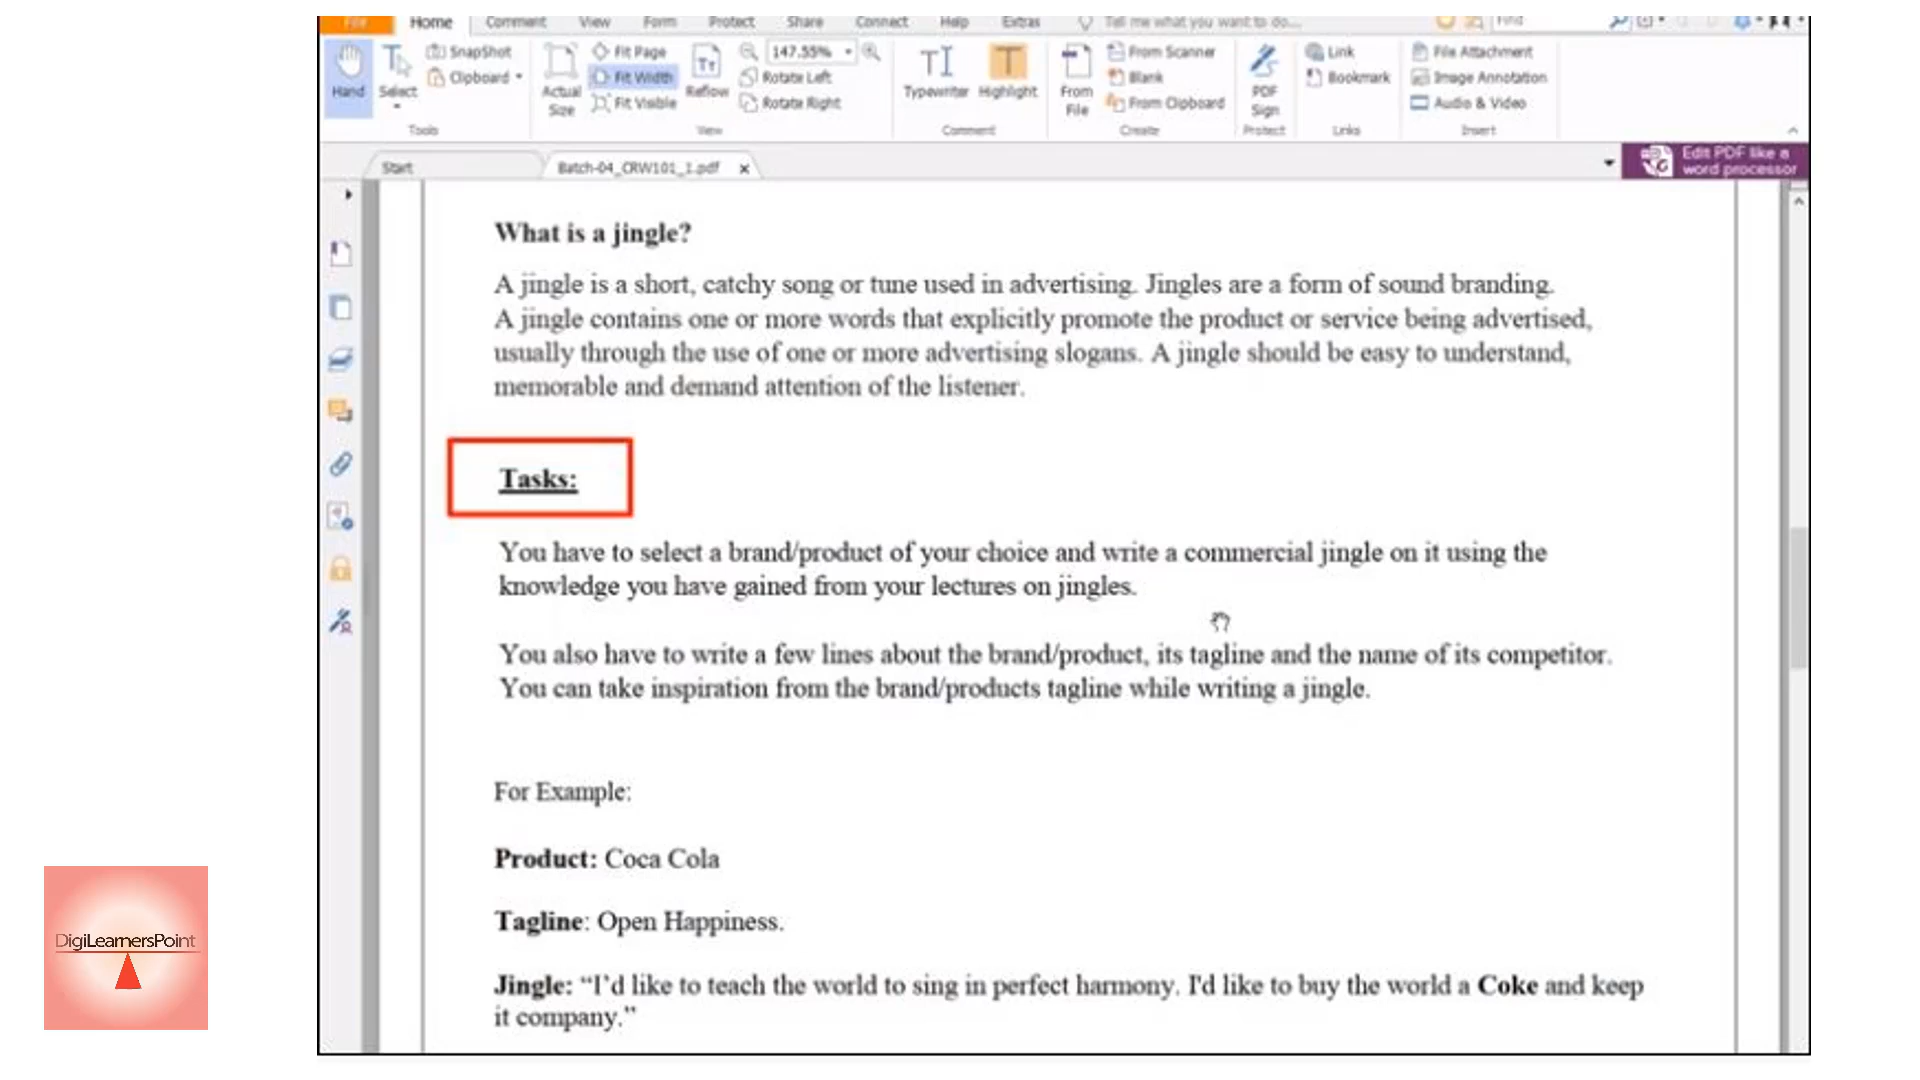 File Home Comment View Form Protect Share Connect Help Extras Tell me what you want to do... Find
Hand
Select
SnapShot
Clipboard
Actual Size
Fit Page
Fit Width
Fit Visible
Reflow
147.55%
Rotate Left
Rotate Right
Typewriter
Highlight
From File
From Scanner
Blank
From Clipboard
PDF Sign
Link
Bookmark
File Attachment
Image Annotation
Audio & Video
Tools View Comment Create Protect Links Insert
Start Batch-04_CRW101_1.pdf
Edit PDF like a
word processor
What is a jingle?
A jingle is a short, catchy song or tune used in advertising. Jingles are a form of sound branding.
A jingle contains one or more words that explicitly promote the product or service being advertised,
usually through the use of one or more advertising slogans. A jingle should be easy to understand,
memorable and demand attention of the listener.
Tasks:
You have to select a brand/product of your choice and write a commercial jingle on it using the
knowledge you have gained from your lectures on jingles.
You also have to write a few lines about the brand/product, its tagline and the name of its competitor.
You can take inspiration from the brand/products tagline while writing a jingle.
For Example:
Product: Coca Cola
Tagline: Open Happiness.
Jingle: “I’d like to teach the world to sing in perfect harmony. I'd like to buy the world a Coke and keep
it company.”
DigiLearnersPoint